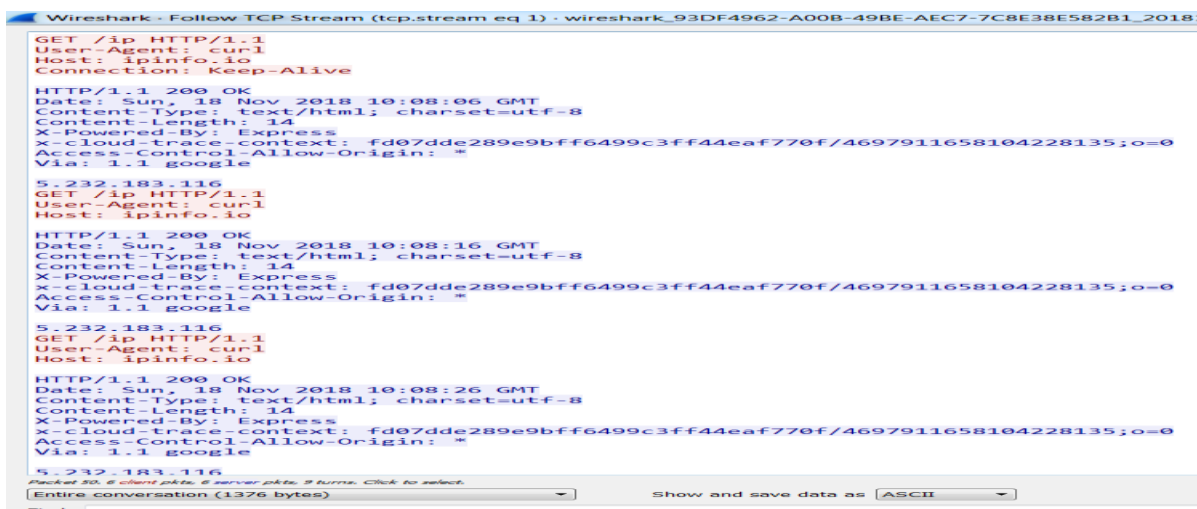 Wireshark · Follow TCP Stream (tcp.stream eq 1) · wireshark_93DF4962-A00B-49BE-AEC7-7C8E38E582B1_2018
GET /ip HTTP/1.1
User-Agent: curl
Host: ipinfo.io
Connection: Keep-Alive
HTTP/1.1 200 OK
Date: Sun, 18 Nov 2018 10:08:06 GMT
Content-Type: text/html; charset=utf-8
Content-Length: 14
X-Powered-By: Express
x-cloud-trace-context: fd07dde289e9bff6499c3ff44eaf770f/4697911658104228135;o=0
Access-Control-Allow-Origin: *
Via: 1.1 google
5.232.183.116
GET /ip HTTP/1.1
User-Agent: curl
Host: ipinfo.io
HTTP/1.1 200 OK
Date: Sun, 18 Nov 2018 10:08:16 GMT
Content-Type: text/html; charset=utf-8
Content-Length: 14
X-Powered-By: Express
x-cloud-trace-context: fd07dde289e9bff6499c3ff44eaf770f/4697911658104228135;o=0
Access-Control-Allow-Origin: *
Via: 1.1 google
5.232.183.116
GET /ip HTTP/1.1
User-Agent: curl
Host: ipinfo.io
HTTP/1.1 200 OK
Date: Sun, 18 Nov 2018 10:08:26 GMT
Content-Type: text/html; charset=utf-8
Content-Length: 14
X-Powered-By: Express
x-cloud-trace-context: fd07dde289e9bff6499c3ff44eaf770f/4697911658104228135;o=0
Access-Control-Allow-Origin: *
Via: 1.1 google
5.232.183.116
Packet 50. 6 client pkts, 6 server pkts, 9 turns. Click to select.
Entire conversation (1376 bytes) Show and save data as ASCII